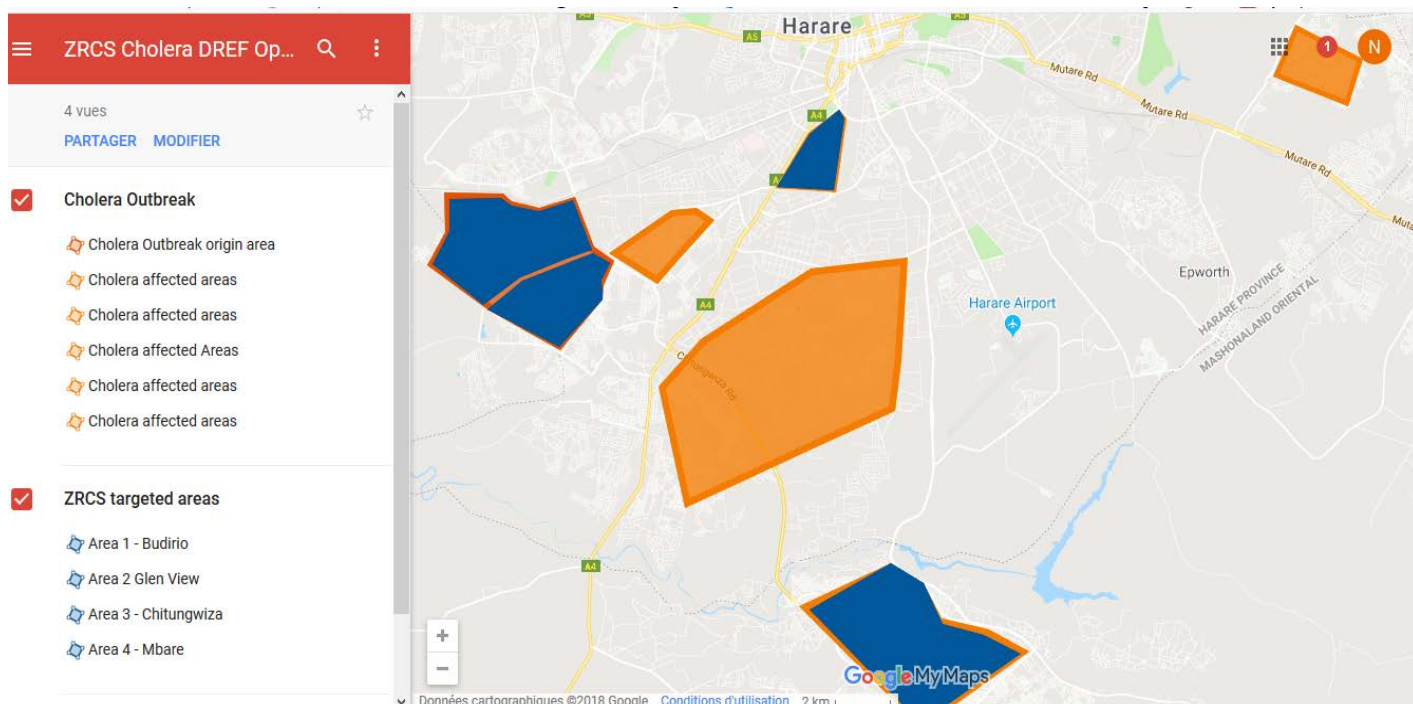 ZRCS Cholera DREF Op...
4 vues
PARTAGER MODIFIER
Cholera Outbreak
Cholera Outbreak origin area
Cholera affected areas
Cholera affected areas
Cholera affected Areas
Cholera affected areas
Cholera affected areas
ZRCS targeted areas
Area 1 - Budirio
Area 2 Glen View
Area 3 - Chitungwiza
Area 4 - Mbare
A5
Harare
A5
A3
1
N
Mutare Rd
Mutare Rd
Mutare Rd
Muta
A4
A4
Epworth
HARARE PROVINCE
MASHONALAND ORIENTAL
Harare Airport
A4
Chitungwiza Rd
A4
+
−
Google My Maps
Données cartographiques ©2018 Google Conditions d'utilisation 2 km